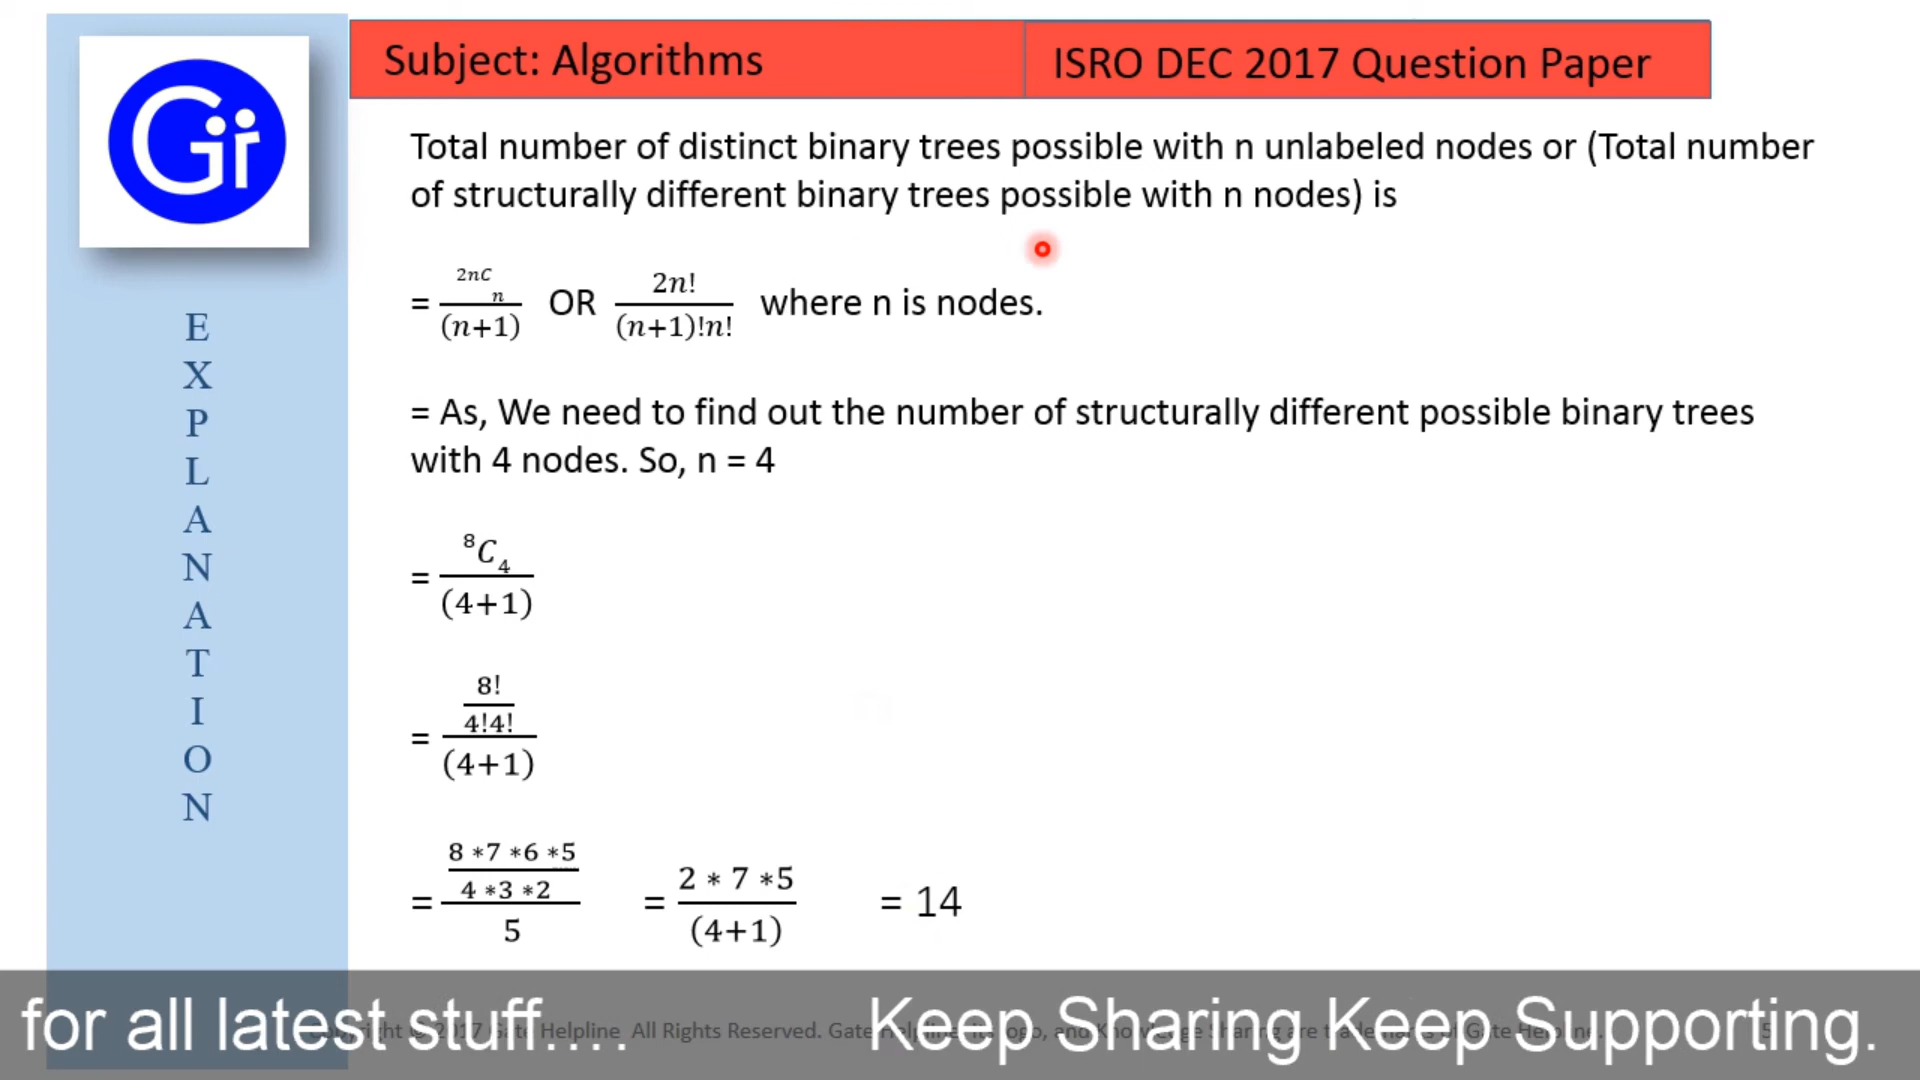 Gf
Subject: Algorithms
ISRO DEC 2017 Question Paper
E
X
P
L
A
N
A
T
I
O
N
Total number of distinct binary trees possible with n unlabeled nodes or (Total number
of structurally different binary trees possible with n nodes) is
= 2nC n / (n+1) OR 2n! / (n+1)!n! where n is nodes.
= As, We need to find out the number of structurally different possible binary trees
with 4 nodes. So, n = 4
= ⁸C₄ / (4+1)
= 8! / 4!4! / (4+1)
= 8 *7 *6 *5 / 4 *3 *2 / 5 = 2 * 7 *5 / (4+1) = 14
for all latest stuff.... Keep Sharing Keep Supporting.